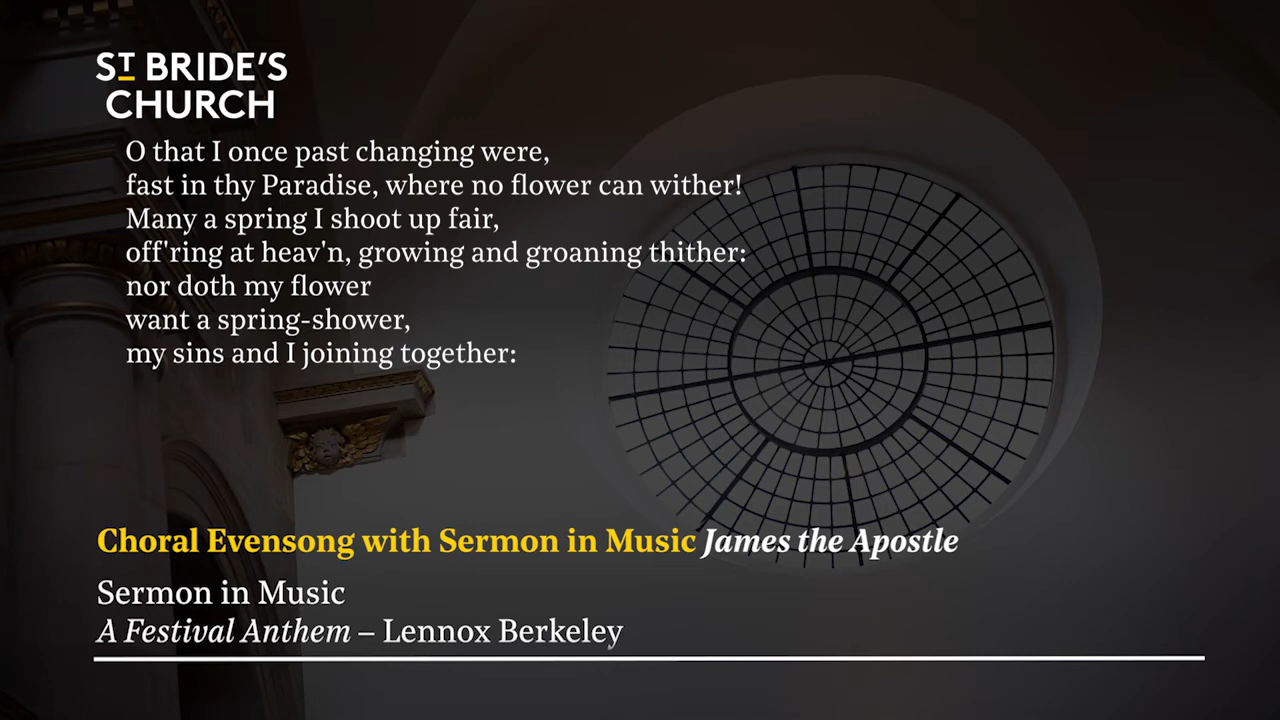 ST BRIDE'S
CHURCH
O that I once past changing were,
fast in thy Paradise, where no flower can wither!
Many a spring I shoot up fair,
off'ring at heav'n, growing and groaning thither:
nor doth my flower
want a spring-shower,
my sins and I joining together:
Choral Evensong with Sermon in Music James the Apostle
Sermon in Music
A Festival Anthem – Lennox Berkeley